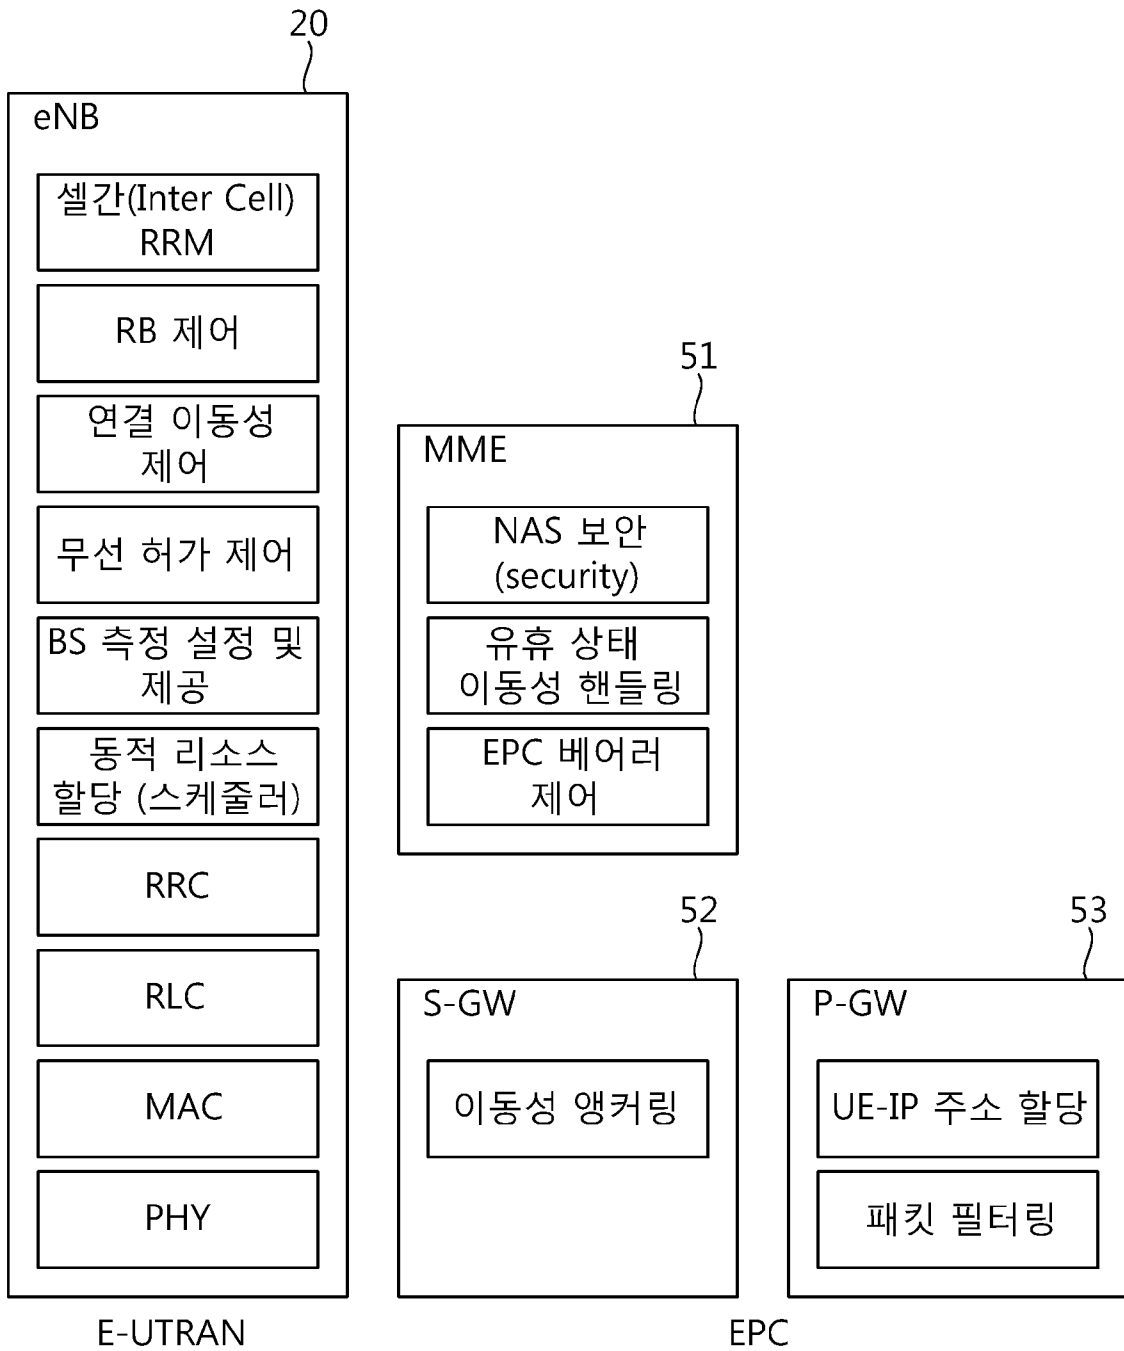 20
eNB
셀간(Inter Cell)
RRM
RB 제어
연결 이동성
제어
무선 허가 제어
BS 측정 설정 및
제공
동적 리소스
할당 (스케줄러)
RRC
RLC
MAC
PHY
E-UTRAN
51
MME
NAS 보안
(security)
유휴 상태
이동성 핸들링
EPC 베어러
제어
52
S-GW
이동성 앵커링
53
P-GW
UE-IP 주소 할당
패킷 필터링
EPC